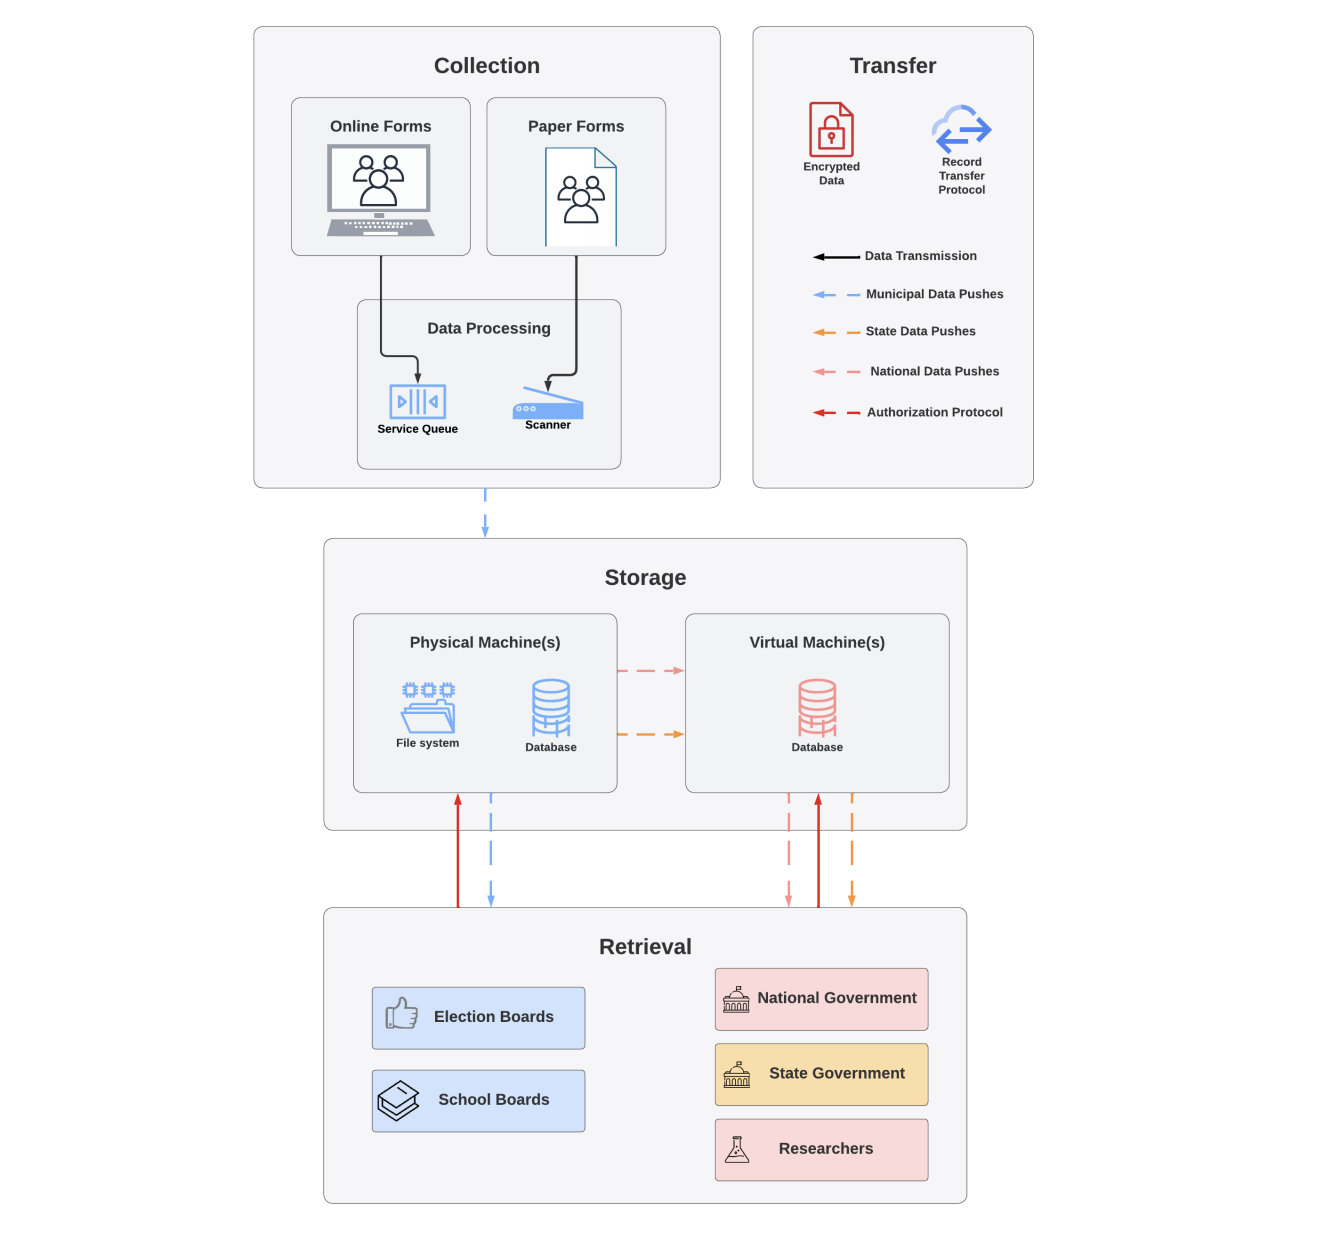 Collection
Online Forms
Paper Forms
Data Processing
Service Queue
Scanner
Transfer
Encrypted
Data
Record
Transfer
Protocol
Data Transmission
Municipal Data Pushes
State Data Pushes
National Data Pushes
Authorization Protocol
Storage
Physical Machine(s)
File system
Database
Virtual Machine(s)
Database
Retrieval
Election Boards
School Boards
National Government
State Government
Researchers